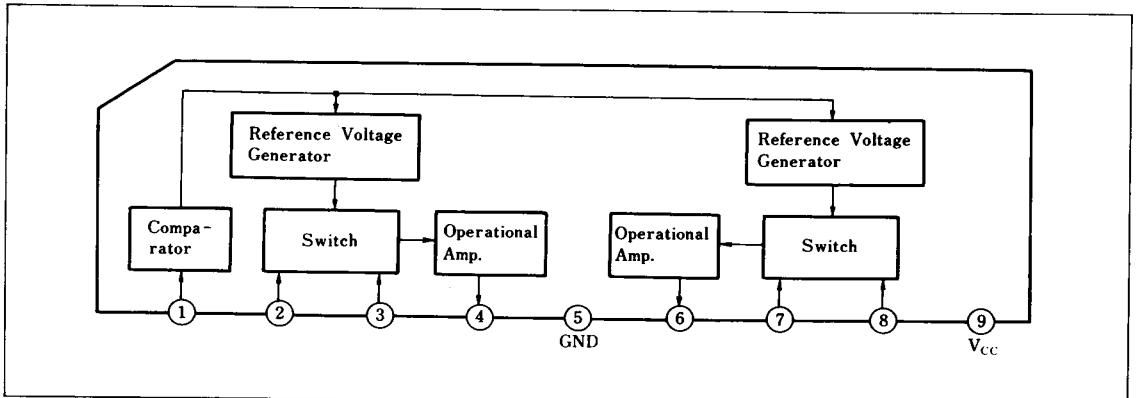 Reference Voltage
Generator
Reference Voltage
Generator
Compa-
rator
Switch
Operational
Amp.
Operational
Amp.
Switch
1
2
3
4
5
6
7
8
9
GND
VCC